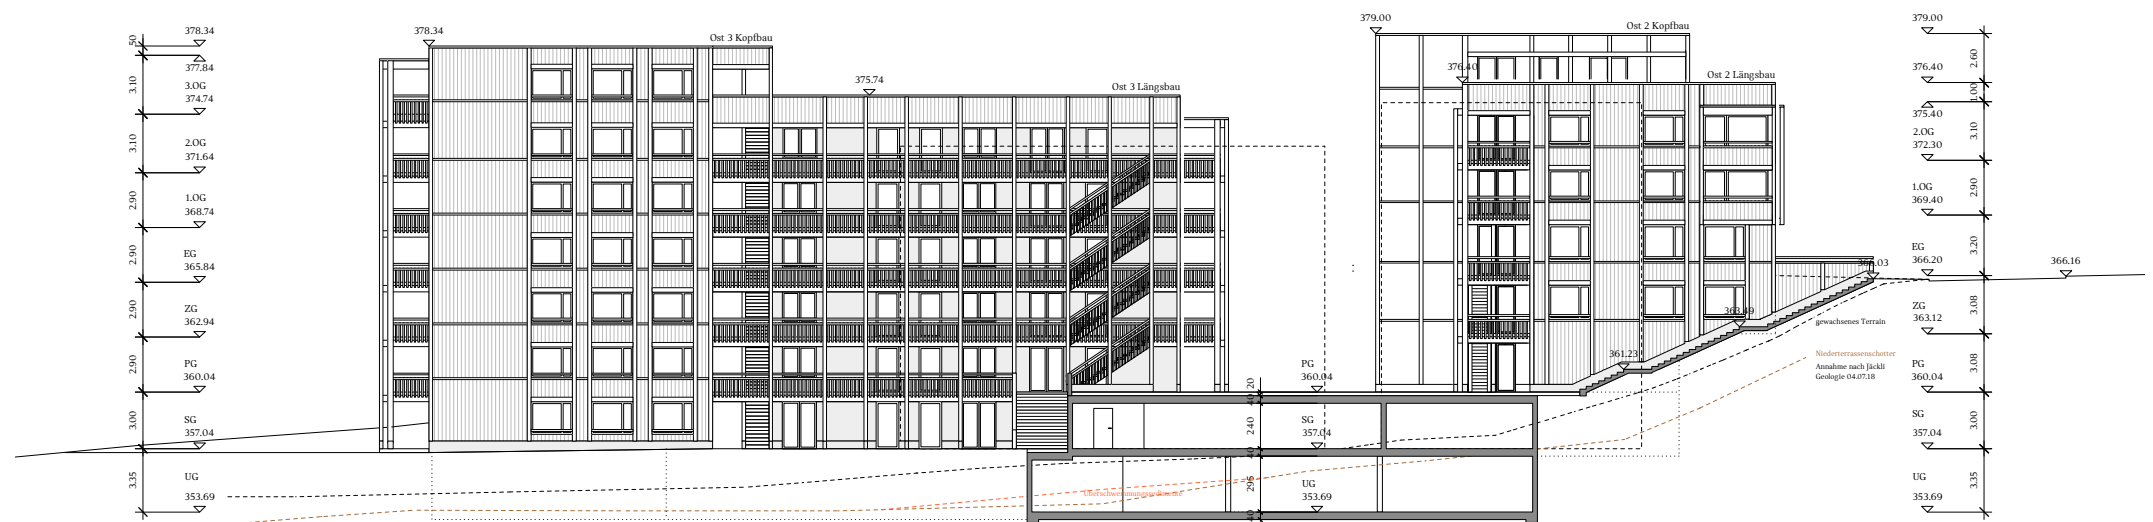 378.34
50
377.84
3.10
3.OG
374.74
3.10
2.OG
371.64
2.90
1.OG
368.74
2.90
EG
365.84
2.90
ZG
362.94
2.90
PG
360.04
3.00
SG
357.04
3.35
UG
353.69
378.34
Ost 3 Kopfbau
375.74
Ost 3 Längsbau
379.00
Ost 2 Kopfbau
376.40
Ost 2 Längsbau
366.03
363.49
361.23
366.16
gewachsenes Terrain
Niederterrassenschotter
Annahme nach Jäckli
Geologie 04.07.18
Überschwemmungssedimente
PG
360.04
20
40
240
SG
357.04
40
295
UG
353.69
40
379.00
2.60
376.40
1.00
375.40
2.OG
3.10
372.30
2.90
1.OG
369.40
3.20
EG
366.20
3.08
ZG
363.12
3.08
PG
360.04
3.00
SG
357.04
3.35
UG
353.69